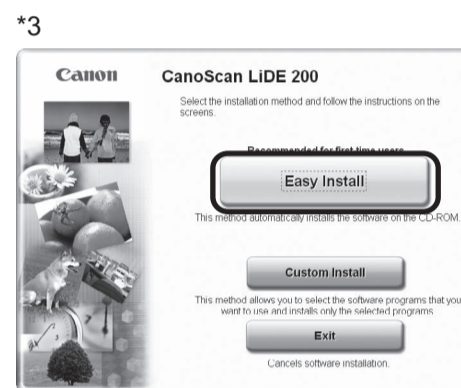 *3
Canon
CanoScan LiDE 200
Select the installation method and follow the instructions on the
screens.
Recommended for first-time users
Easy Install
This method automatically installs the software on the CD-ROM.
Custom Install
This method allows you to select the software programs that you
want to use and installs only the selected programs
Exit
Cancels software installation.